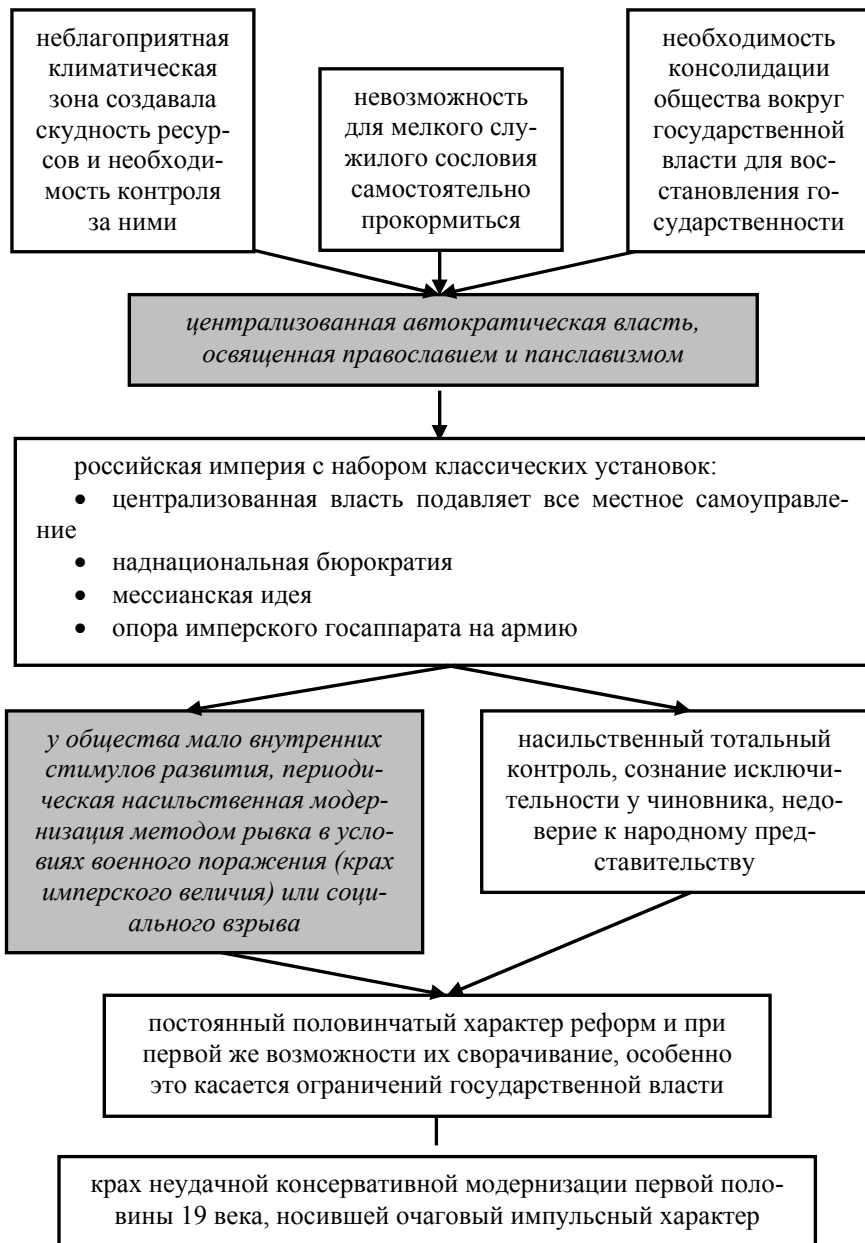 неблагоприятная
климатическая
зона создавала
скудность ресур-
сов и необходи-
мость контроля
за ними
невозможность
для мелкого слу-
жилого сословия
самостоятельно
прокормиться
необходимость
консолидации
общества вокруг
государственной
власти для вос-
становления го-
сударственности
централизованная автократическая власть,
освященная православием и панславизмом
российская империя с набором классических установок:
• централизованная власть подавляет все местное самоуправле-
ние
• наднациональная бюрократия
• мессианская идея
• опора имперского госаппарата на армию
у общества мало внутренних
стимулов развития, периоди-
ческая насильственная модер-
низация методом рывка в усло-
виях военного поражения (крах
имперского величия) или соци-
ального взрыва
насильственный тотальный
контроль, сознание исключи-
тельности у чиновника, недо-
верие к народному пред-
ставительству
постоянный половинчатый характер реформ и при
первой же возможности их сворачивание, особенно
это касается ограничений государственной власти
крах неудачной консервативной модернизации первой поло-
вины 19 века, носившей очаговый импульсный характер